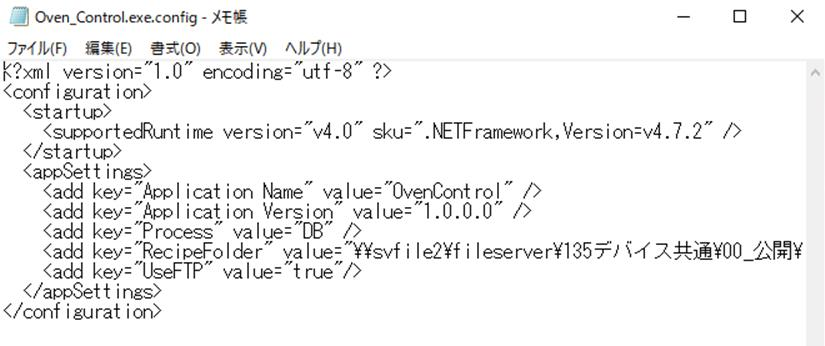 Oven_Control.exe.config - メモ帳
ファイル(F) 編集(E) 書式(O) 表示(V) ヘルプ(H)
<?xml version="1.0" encoding="utf-8" ?>
<configuration>
<startup>
<supportedRuntime version="v4.0" sku=".NETFramework,Version=v4.7.2" />
</startup>
<appSettings>
<add key="Application Name" value="OvenControl" />
<add key="Application Version" value="1.0.0.0" />
<add key="Process" value="DB" />
<add key="RecipeFolder" value="¥¥svfile2¥fileserver¥135デバイス共通¥00_公開¥
<add key="UseFTP" value="true"/>
</appSettings>
</configuration>